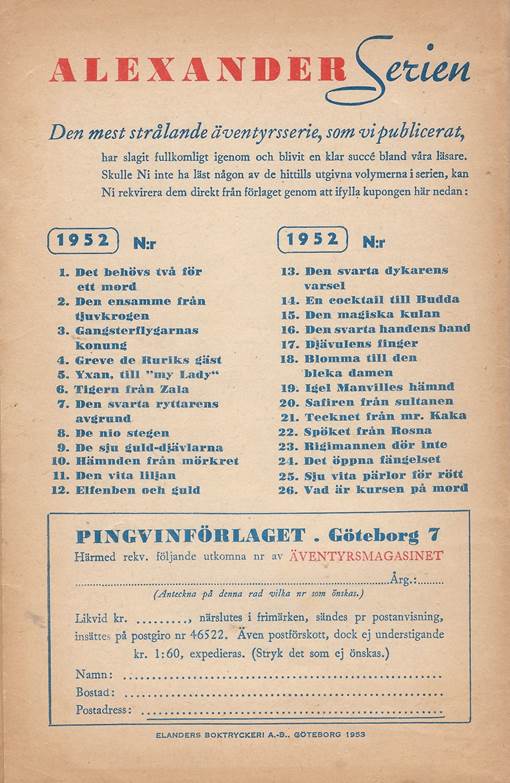 ALEXANDER Serien
Den mest strålande äventyrsserie, som vi publicerat,
har slagit fullkomligt igenom och blivit en klar succé bland våra läsare.
Skulle Ni inte ha läst någon av de hittills utgivna volymerna i serien, kan
Ni rekvirera dem direkt från förlaget genom att ifylla kupongen här nedan:
1952 N:r
1. Det behövs två för
ett mord
2. Den ensamme från
tjuvkrogen
3. Gangsterflygarnas
konung
4. Greve de Ruriks gäst
5. Yxan, till "my Lady"
6. Tigern från Zala
7. Den svarta ryttarens
avgrund
8. De nio stegen
9. De sju guld-djävlarna
10. Hämnden från mörkret
11. Den vita liljan
12. Elfenben och guld
1952 N:r
13. Den svarta dykarens
varsel
14. En cocktail till Budda
15. Den magiska kulan
16. Den svarta handens band
17. Djävulens finger
18. Blomma till den
bleka damen
19. Igel Manvilles hämnd
20. Safiren från sultanen
21. Tecknet från mr. Kaka
22. Spöket från Rosna
23. Rigimannen dör inte
24. Det öppna fängelset
25. Sju vita pärlor för rött
26. Vad är kursen på mord
PINGVINFÖRLAGET . Göteborg 7
Härmed rekv. följande utkomna nr av ÄVENTYRSMAGASINET
........................................................................Årg.:........
(Anteckna på denna rad vilka nr som önskas.)
Likvid kr. .........., närslutes i frimärken, sändes pr postanvisning,
insättes på postgiro nr 46522. Även postförskott, dock ej understigande
kr. 1:60, expedieras. (Stryk det som ej önskas.)
Namn: ..................................................
Bostad: ..................................................
Postadress: ..................................................
ELANDERS BOKTRYCKERI A.-B., GÖTEBORG 1953